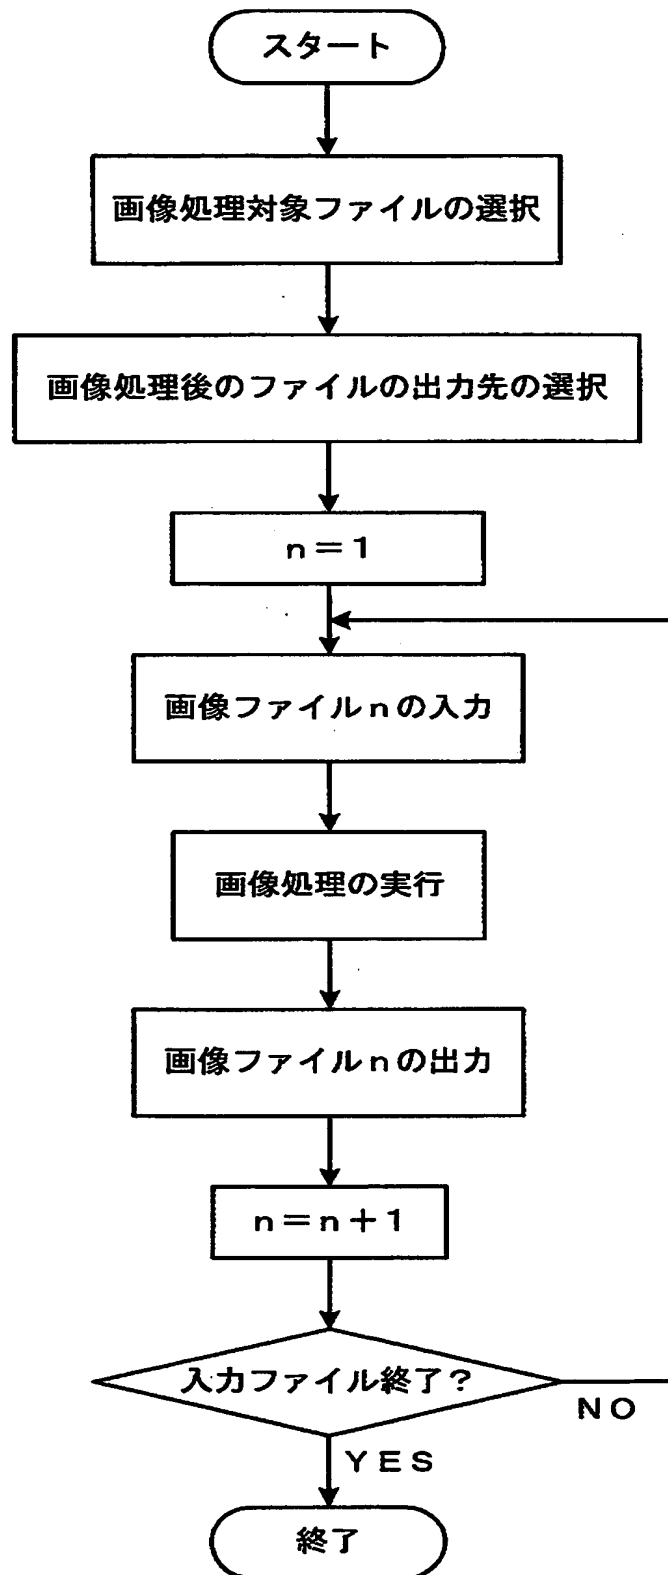 スタート
画像処理対象ファイルの選択
画像処理後のファイルの出力先の選択
n=1
画像ファイルnの入力
画像処理の実行
画像ファイルnの出力
n=n+1
入力ファイル終了?
NO
YES
終了